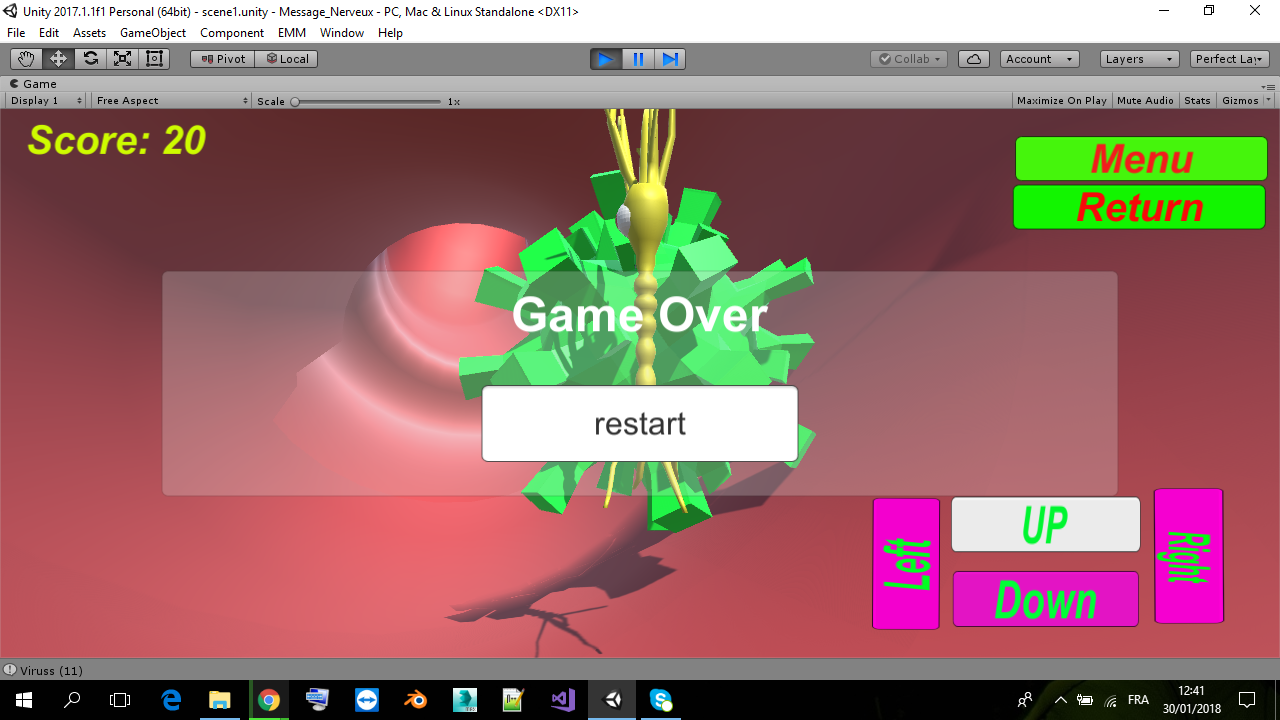 Unity 2017.1.1f1 Personal (64bit) - scene1.unity - Message_Nerveux - PC, Mac & Linux Standalone <DX11>
File Edit Assets GameObject Component EMM Window Help
Pivot Local Collab Account Layers Perfect Lay
Game
Display 1 Free Aspect Scale 1x Maximize On Play Mute Audio Stats Gizmos
Score: 20
Menu
Return
Game Over
restart
Left
UP
Down
Right
Viruss (11)
FRA
12:41
30/01/2018